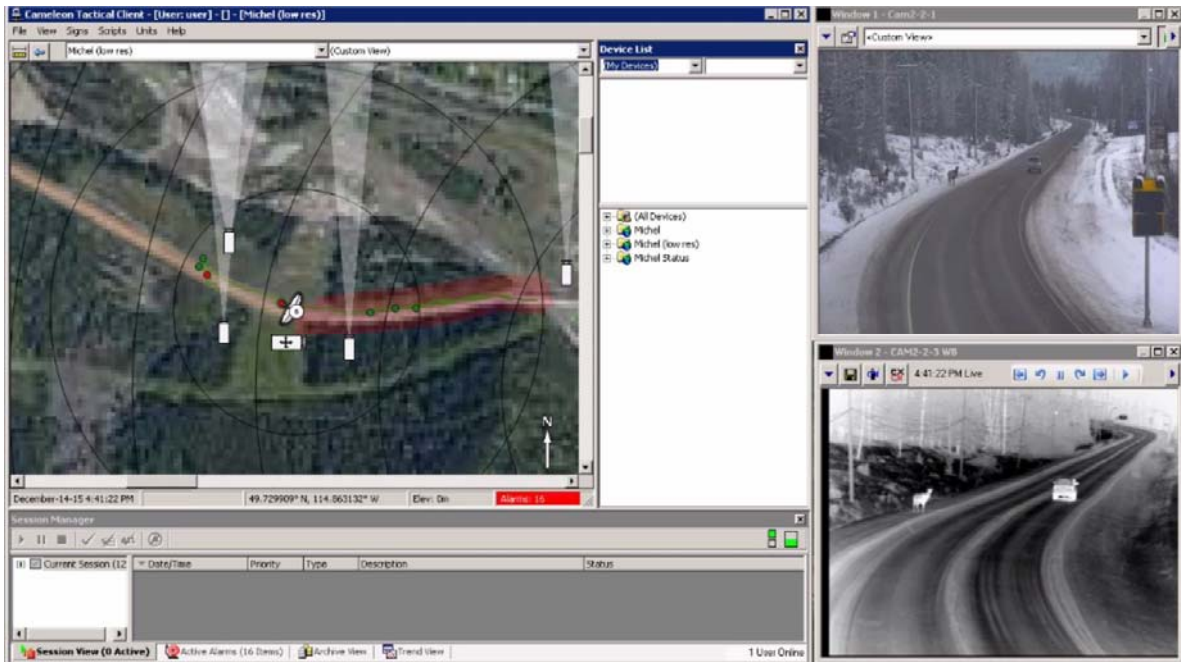 Cameleon Tactical Client - [User: user] - [] - [Michel (low res)]
File View Signs Scripts Units Help
Michel (low res)
(Custom View)
Device List
(My Devices)
(All Devices)
Michel
Michel (low res)
Michel Status
N
December-14-15 4:41:22 PM
49.729909° N, 114.863132° W
Elev: 0m
Alarms: 16
Session Manager
Current Session (12
Date/Time Priority Type Description Status
Session View (0 Active) Active Alarms (16 Items) Archive View Trend View
1 User Online
Window 1 - Cam2-2-1
<Custom View>
Window 2 - CAM2-2-3 WB
4:41:22 PM Live